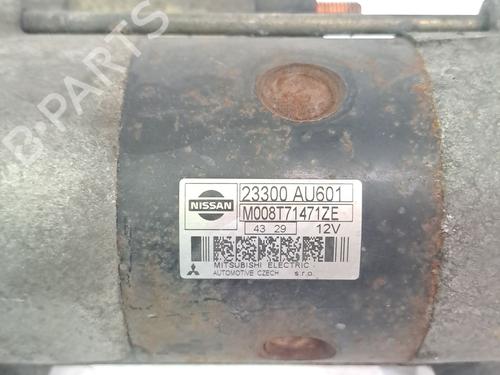 B PARTS
NISSAN
23300 AU601
M008T71471ZE
43 29 12V
MITSUBISHI ELECTRIC
AUTOMOTIVE CZECH s.r.o.